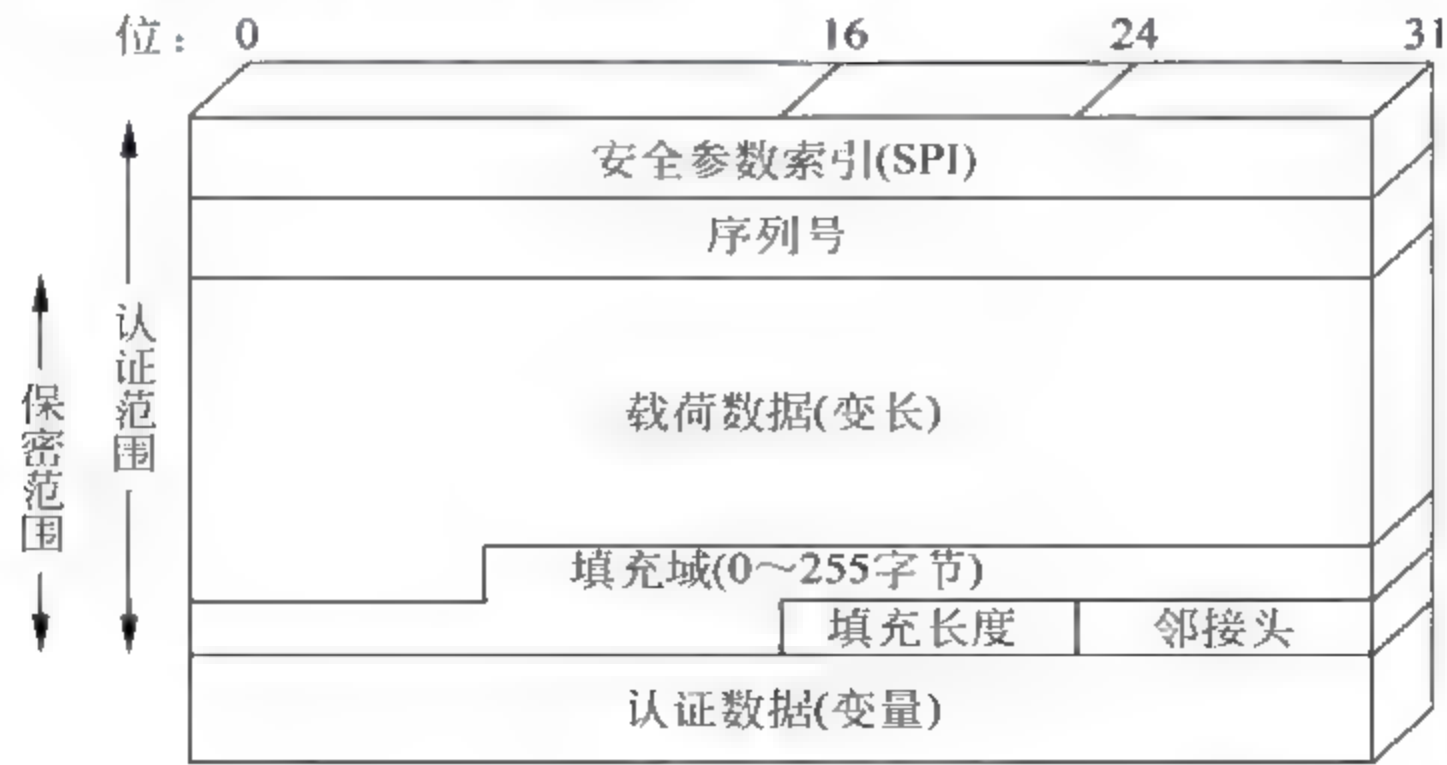 位： 0 16 24 31
安全参数索引(SPI)
序列号
载荷数据(变长)
填充域(0～255字节)
填充长度 邻接头
认证数据(变量)
保密范围
认证范围